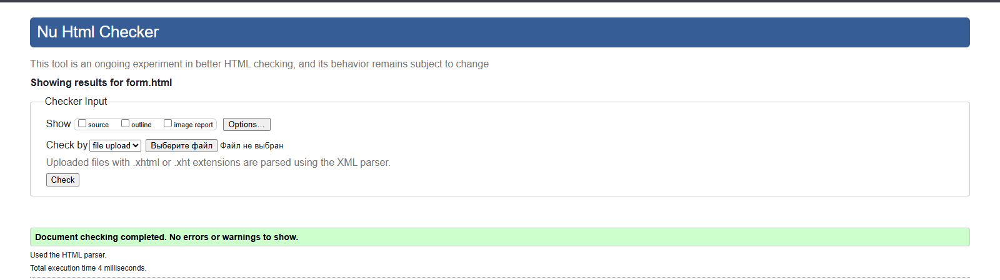 Nu Html Checker
This tool is an ongoing experiment in better HTML checking, and its behavior remains subject to change
Showing results for form.html
Checker Input
Show source outline image report Options...
Check by file upload Выберите файл Файл не выбран
Uploaded files with .xhtml or .xht extensions are parsed using the XML parser.
Check
Document checking completed. No errors or warnings to show.
Used the HTML parser.
Total execution time 4 milliseconds.